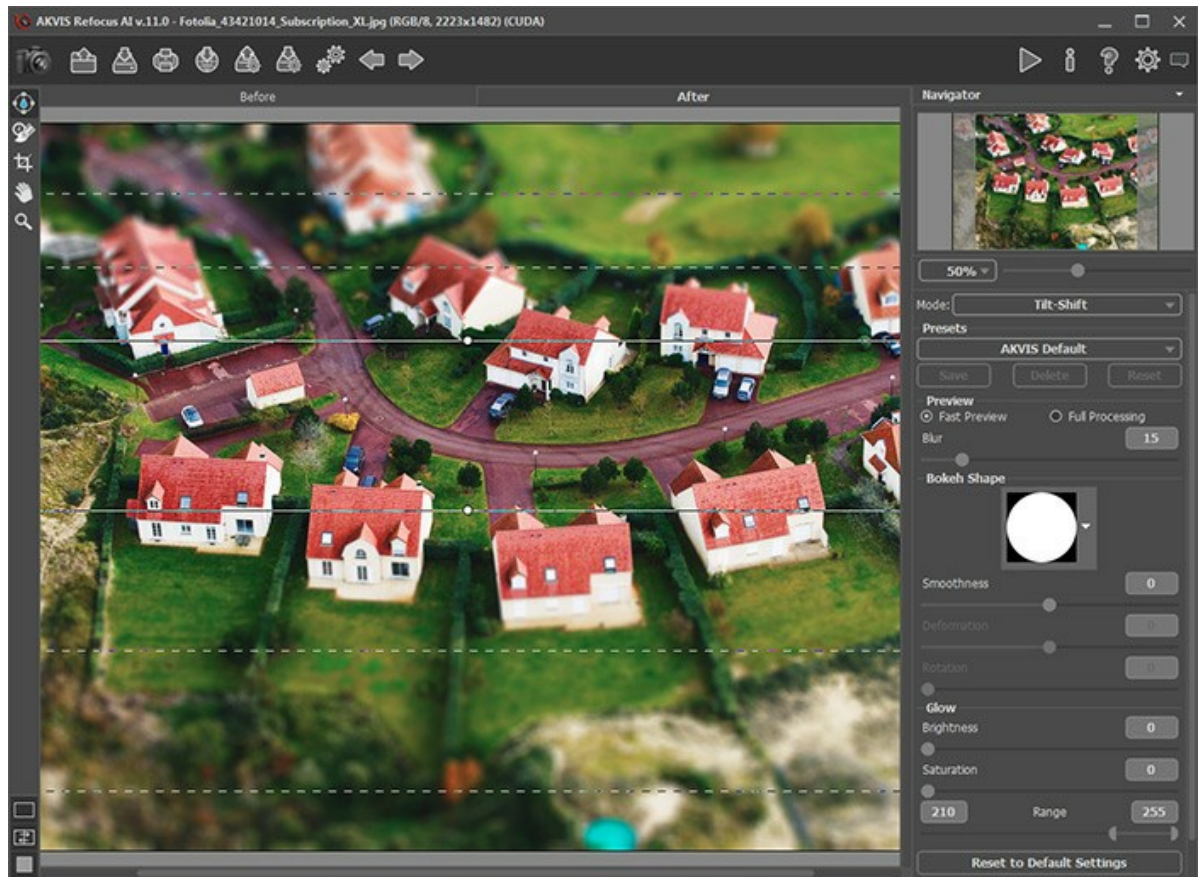 AKVIS Refocus AI v.11.0 - Fotolia_43421014_Subscription_XL.jpg (RGB/8, 2223x1482) (CUDA)
Before
After
Navigator
50%
Mode:
Tilt-Shift
Presets
AKVIS Default
Save
Delete
Reset
Preview
Fast Preview
Full Processing
Blur
15
Bokeh Shape
Smoothness
0
Deformation
0
Rotation
0
Glow
Brightness
0
Saturation
0
210
Range
255
Reset to Default Settings